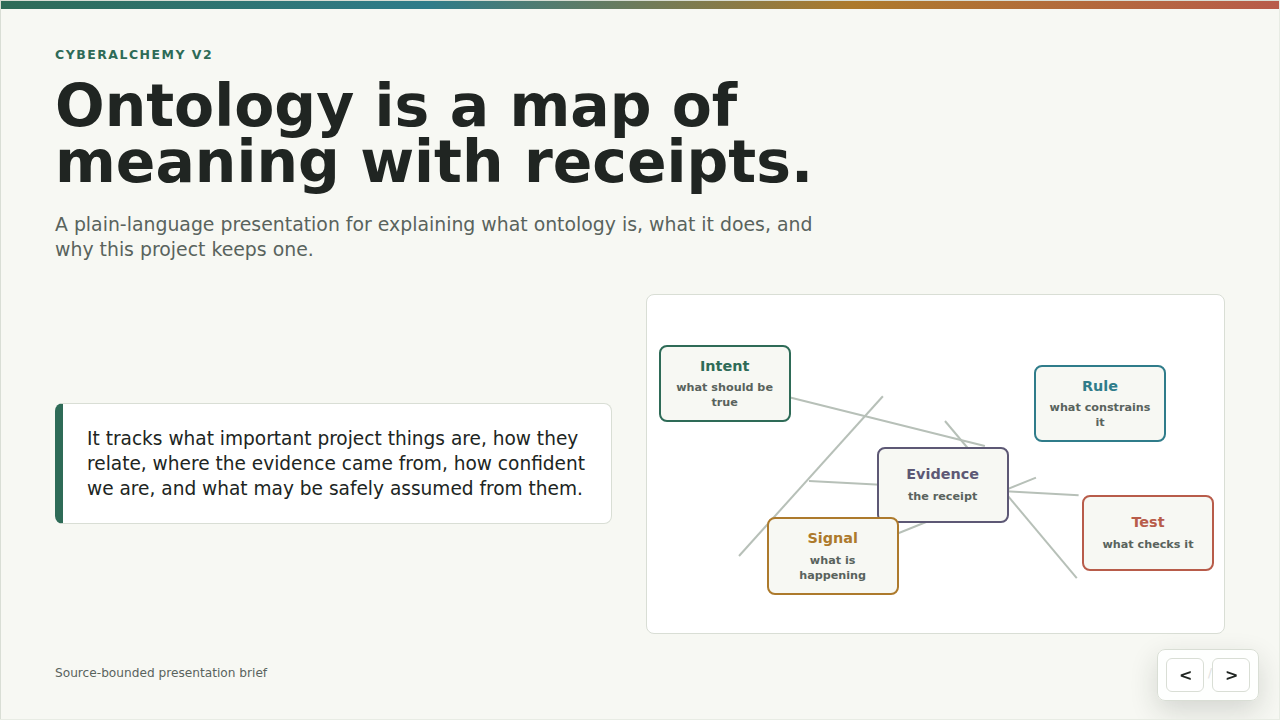 CYBERALCHEMY V2
Ontology is a map of
meaning with receipts.
A plain-language presentation for explaining what ontology is, what it does, and
why this project keeps one.
It tracks what important project things are, how they
relate, where the evidence came from, how confident
we are, and what may be safely assumed from them.
Intent
what should be
true
Rule
what constrains
it
Evidence
the receipt
Test
what checks it
Signal
what is
happening
Source-bounded presentation brief
< / >